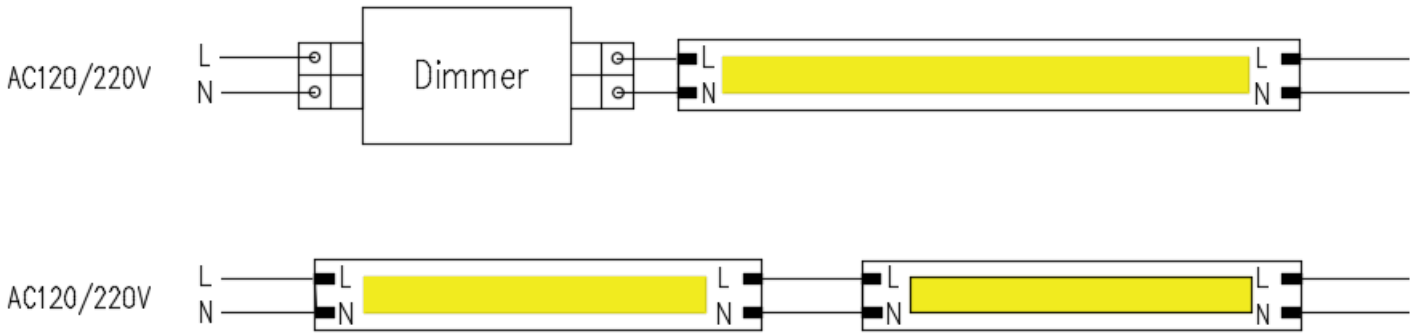 L L L
AC120/220V Dimmer
N N N
L L L L L
AC120/220V
N N N N N